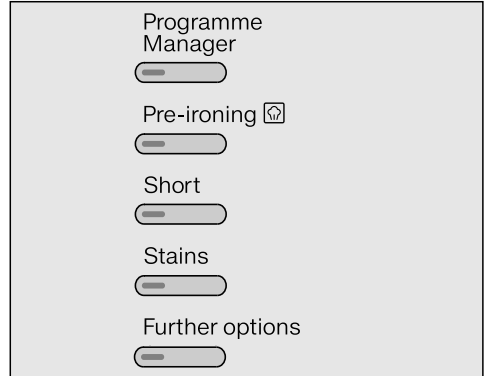 Programme
Manager
Pre-ironing
Short
Stains
Further options